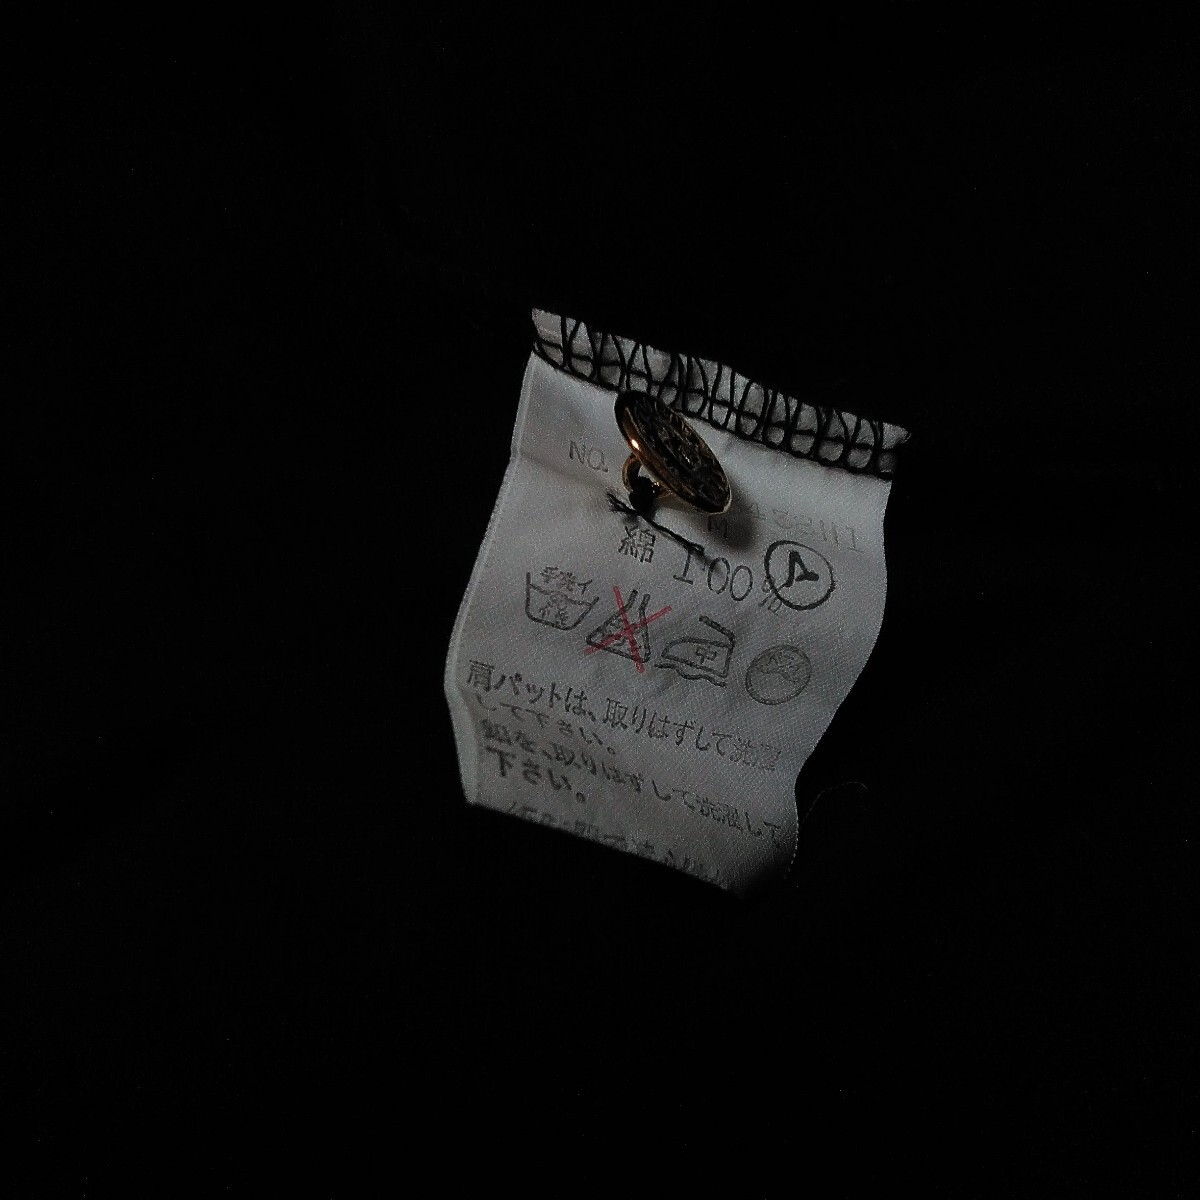 NO.
M
綿 100%
手洗イ
中
肩パットは、取りはずして洗濯
して下さい。
釦を、取りはずして洗濯して
下さい。